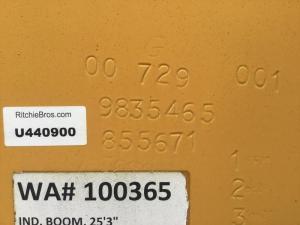 00 729 001
9835465
855671
RitchieBros.com
U440900
1
2
3
WA# 100365
IND. BOOM, 25'3"